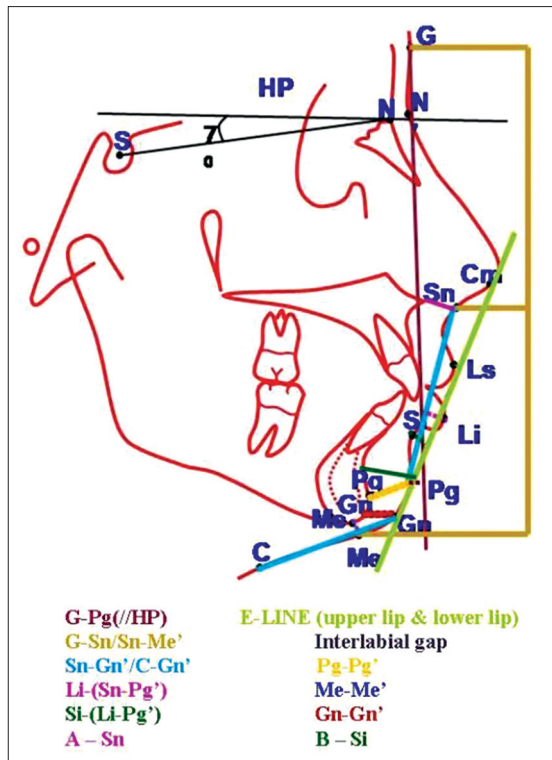 G
HP
N N
S 7
o
Cm
Sn
Ls
S Li
Pg Pg
Gn
Me Gn
C Me
G-Pg(//HP) E-LINE (upper lip & lower lip)
G-Sn/Sn-Me’ Interlabial gap
Sn-Gn’/C-Gn’ Pg-Pg’
Li-(Sn-Pg’) Me-Me’
Si-(Li-Pg’) Gn-Gn’
A – Sn B – Si